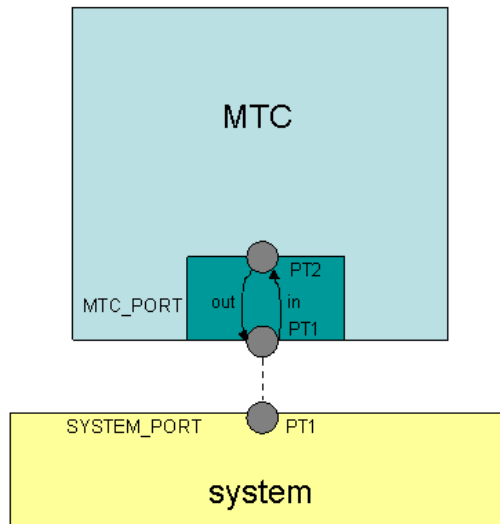 MTC
PT2
MTC_PORT
out
in
PT1
SYSTEM_PORT
PT1
system